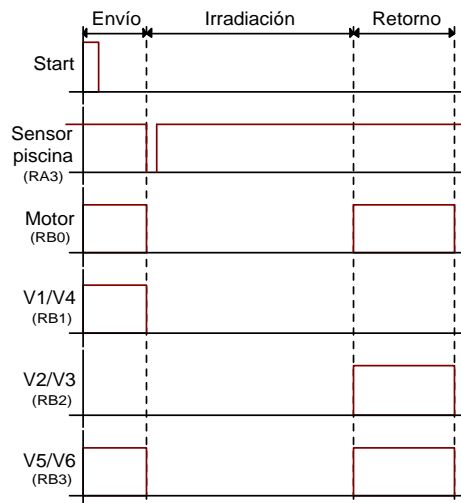 Envío Irradiación Retorno
Start
Sensor
piscina
(RA3)
Motor
(RB0)
V1/V4
(RB1)
V2/V3
(RB2)
V5/V6
(RB3)